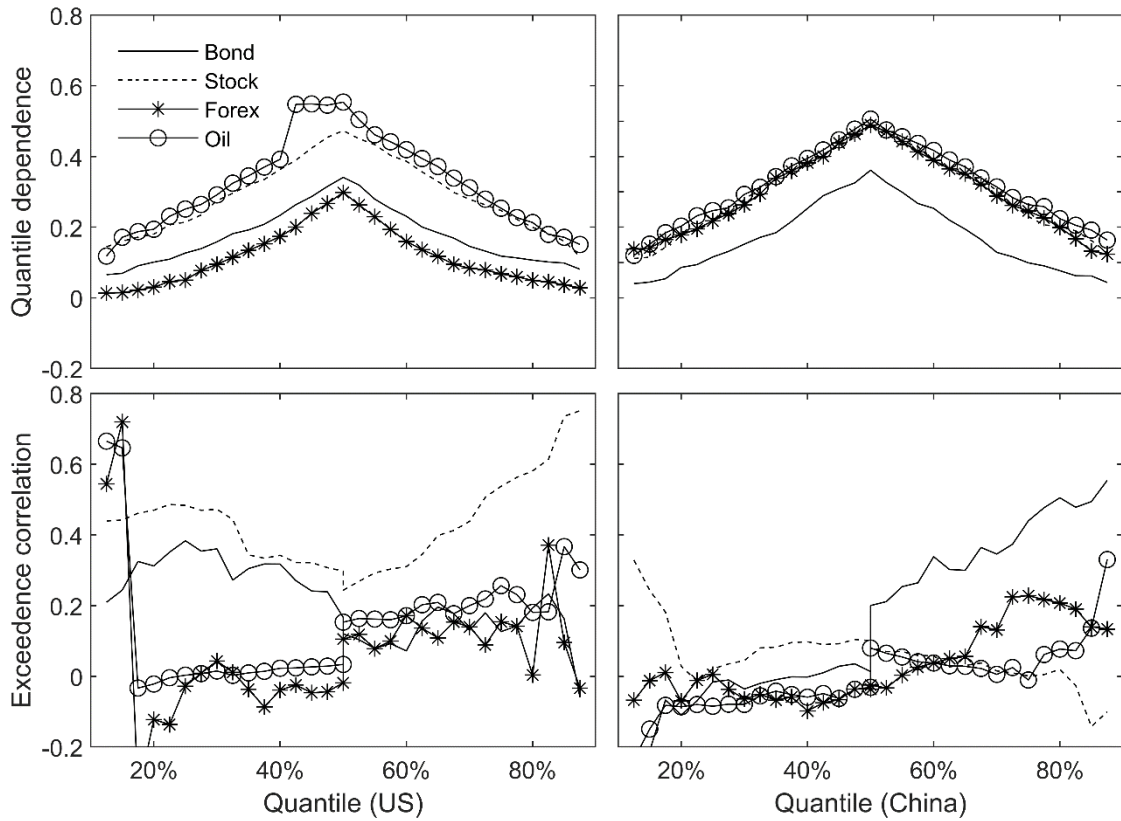 0.8
0.6
0.4
0.2
0
-0.2
Quantile dependence
Bond
Stock
Forex
Oil
0.8
0.6
0.4
0.2
0
-0.2
Exceedence correlation
20% 40% 60% 80%
Quantile (US)
20% 40% 60% 80%
Quantile (China)